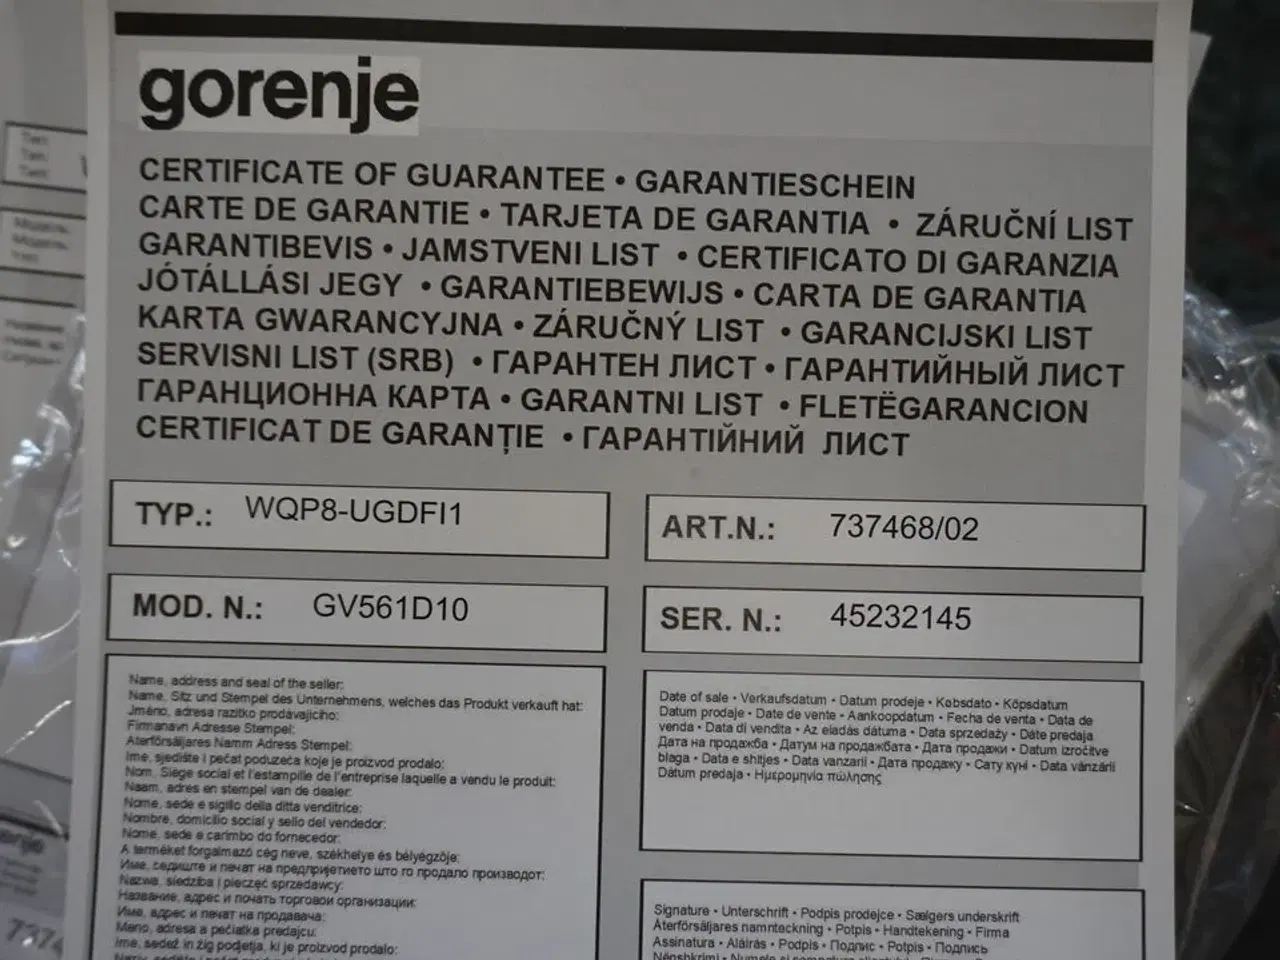 gorenje
CERTIFICATE OF GUARANTEE • GARANTIESCHEIN
CARTE DE GARANTIE • TARJETA DE GARANTIA • ZÁRUČNÍ LIST
GARANTIBEVIS • JAMSTVENI LIST • CERTIFICATO DI GARANZIA
JÓTÁLLÁSI JEGY • GARANTIEBEWIJS • CARTA DE GARANTIA
KARTA GWARANCYJNA • ZÁRUČNÝ LIST • GARANCIJSKI LIST
SERVISNI LIST (SRB) • ГАРАНТЕН ЛИСТ • ГАРАНТИЙНЫЙ ЛИСТ
ГАРАНЦИОННА КАРТА • GARANTNI LIST • FLETËGARANCION
CERTIFICAT DE GARANȚIE • ГАРАНТІЙНИЙ ЛИСТ
TYP.: WQP8-UGDFI1
ART.N.: 737468/02
MOD. N.: GV561D10
SER. N.: 45232145
Name, address and seal of the seller:
Name, Sitz und Stempel des Unternehmens, welches das Produkt verkauft hat:
Jméno, adresa razítko prodávajícího:
Firmanavn Adresse Stempel:
Återförsäljares Namm Adress Stempel:
Ime, sjedište i pečat poduzeća koje je proizvod prodalo:
Nom, Siège social et l'estampille de l'entreprise laquelle a vendu le produit:
Naam, adres en stempel van de dealer:
Nome, sede e sigillo della ditta venditrice:
Nombre, domicilio social y sello del vendedor:
Nome, sede e carimbo do fornecedor:
A terméket forgalmazó cég neve, székhelye és bélyegzője:
Име, седиште и печат на предпријетието што го продало производот:
Nazwa, siedziba i pieczęć sprzedawcy:
Название, адрес и почать торговои организации:
Име, адрес и печат на продавача:
Meno, adresa a pečiatka predajcu:
Ime, sedež in žig podjetja, ki je proizvod prodalo:
Date of sale • Verkaufsdatum • Datum prodeje • Købsdato • Köpsdatum
Datum prodaje • Date de vente • Aankoopdatum • Fecha de venta • Data de
venda • Data di vendita • Az eladás dátuma • Data sprzedaży • Dáte predaja
Дата на продажба • Датум на продажбата • Дата продажи • Datum izročitve
blaga • Data e shitjes • Data vanzarii • Дата продажу • Сату күні • Data vânzării
Dátum predaja • Ημερομηνία πώλησης
Signature • Unterschrift • Podpis prodejce • Sælgers underskrift
Återförsäljares namnteckning • Potpis • Handtekening • Firma
Assinatura • Aláírás • Podpis • Подпис • Potpis • Подпись